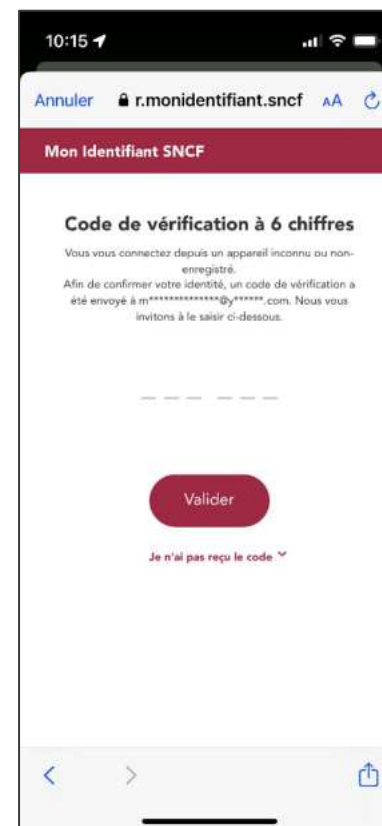 10:15
Annuler r.monidentifiant.sncf AA
Mon Identifiant SNCF
Code de vérification à 6 chiffres
Vous vous connectez depuis un appareil inconnu ou non-
enregistré.
Afin de confirmer votre identité, un code de vérification a
été envoyé à m**************@y******.com. Nous vous
invitons à le saisir ci-dessous.
Valider
Je n'ai pas reçu le code